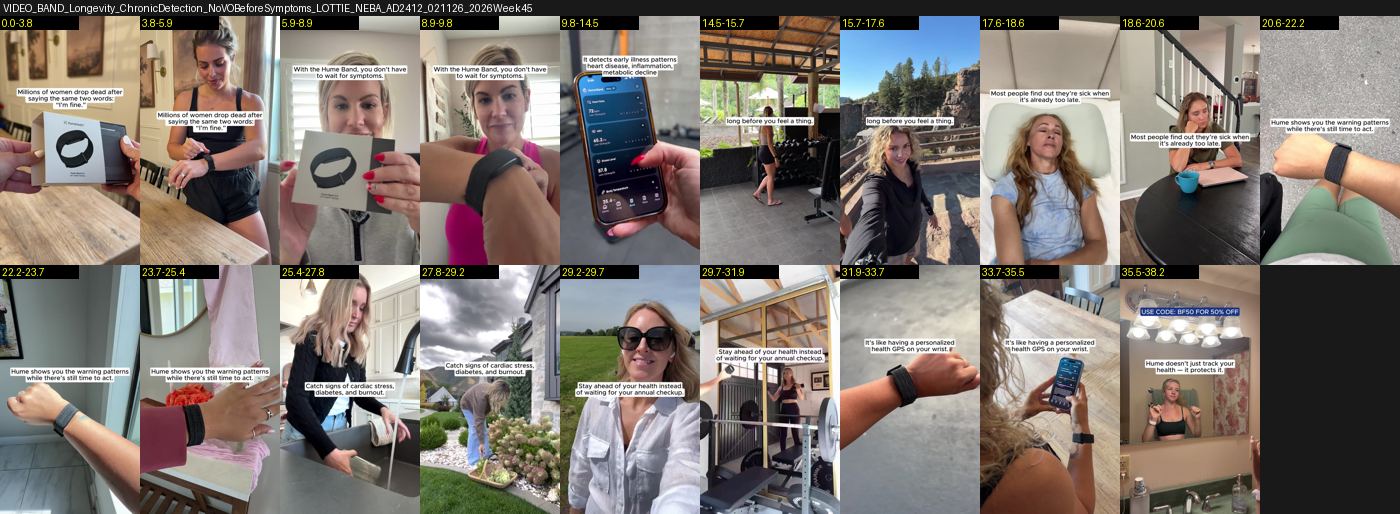 VIDEO_BAND_Longevity_ChronicDetection_NoVOBeforeSymptoms_LOTTIE_NEBA_AD2412_021126_2026Week45
0.0-3.8
Millions of women drop dead after
saying the same two words:
"I'm fine."
3.8-5.9
Millions of women drop dead after
saying the same two words:
"I'm fine."
5.9-8.9
With the Hume Band, you don't have
to wait for symptoms.
8.9-9.8
With the Hume Band, you don't have
to wait for symptoms.
9.8-14.5
It detects early illness patterns
heart disease, inflammation,
metabolic decline
14.5-15.7
long before you feel a thing.
15.7-17.6
long before you feel a thing.
17.6-18.6
Most people find out they're sick when
it's already too late.
18.6-20.6
Most people find out they're sick when
it's already too late.
20.6-22.2
Hume shows you the warning patterns
while there's still time to act.
22.2-23.7
Hume shows you the warning patterns
while there's still time to act.
23.7-25.4
Hume shows you the warning patterns
while there's still time to act.
25.4-27.8
Catch signs of cardiac stress,
diabetes, and burnout.
27.8-29.2
Catch signs of cardiac stress,
diabetes, and burnout.
29.2-29.7
Stay ahead of your health instead
of waiting for your annual checkup.
29.7-31.9
Stay ahead of your health instead
of waiting for your annual checkup.
31.9-33.7
It's like having a personalized
health GPS on your wrist.
33.7-35.5
It's like having a personalized
health GPS on your wrist.
35.5-38.2
USE CODE: BF50 FOR 50% OFF
Hume doesn't just track your
health — it protects it.